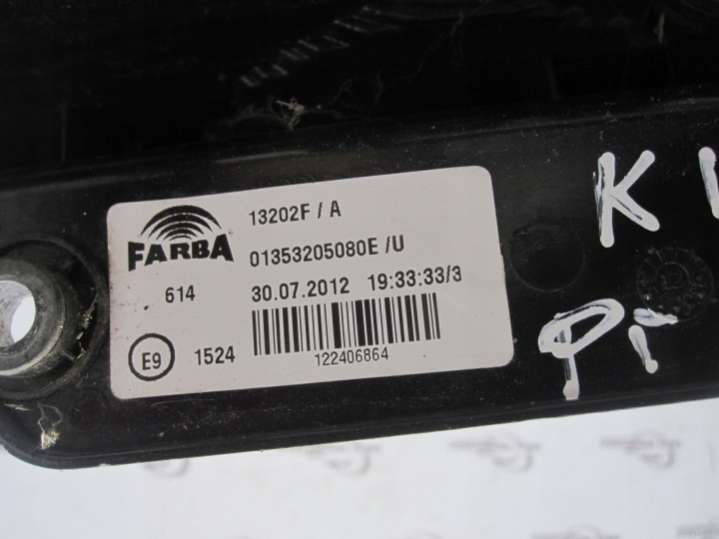 FARBA
13202F / A
01353205080E /U
614
30.07.2012 19:33:33/3
E9
1524
122406864
K